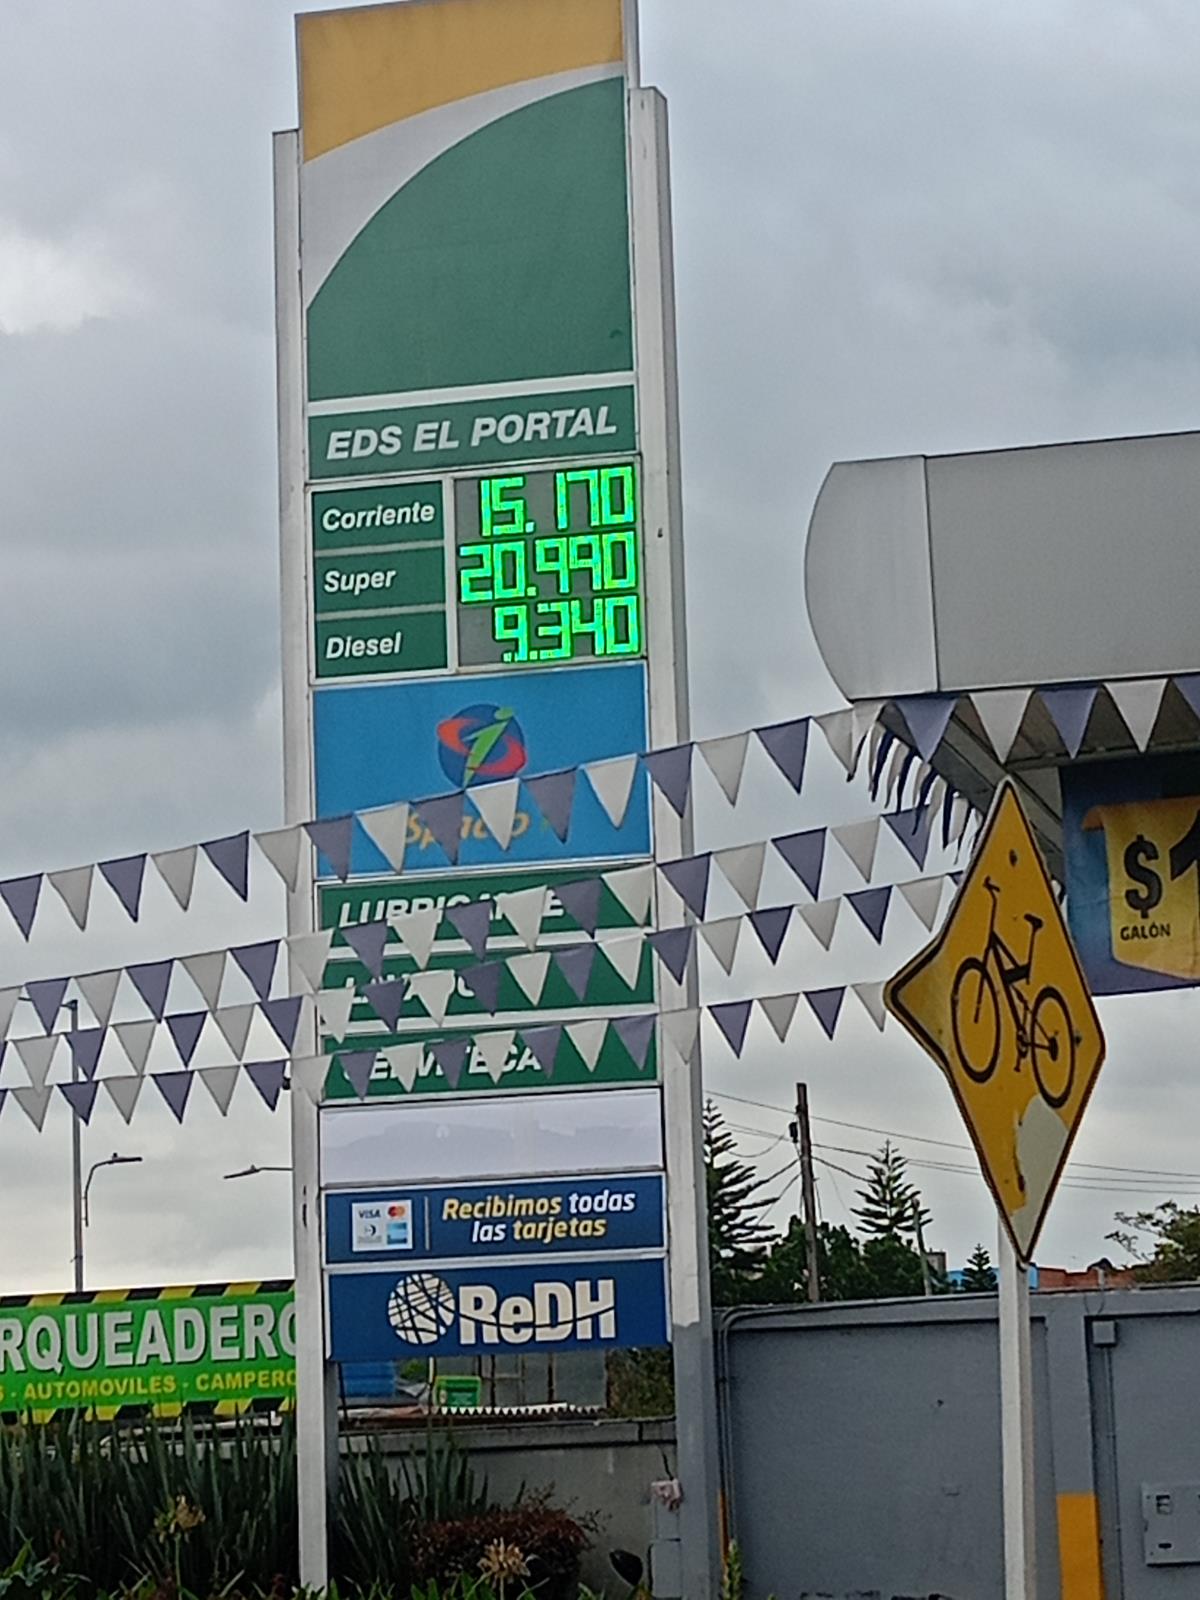 EDS EL PORTAL
Corriente 15.170
Super 20.990
Diesel 9.340
$1
GALÓN
VISA
Recibimos todas
las tarjetas
ReDH
RQUEADERO
S - AUTOMOVILES - CAMPERO